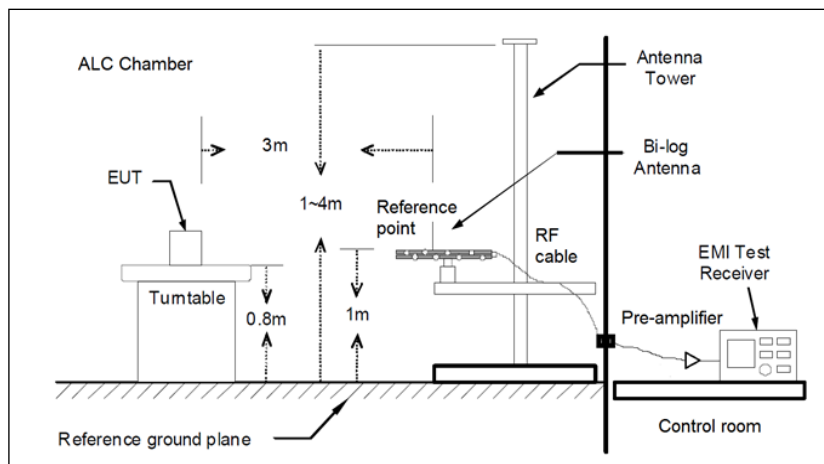 ALC Chamber
Antenna
Tower
3m
Bi-log
Antenna
EUT
1~4m
Reference
point
RF
cable
EMI Test
Receiver
Turntable
0.8m
1m
Pre-amplifier
Reference ground plane
Control room